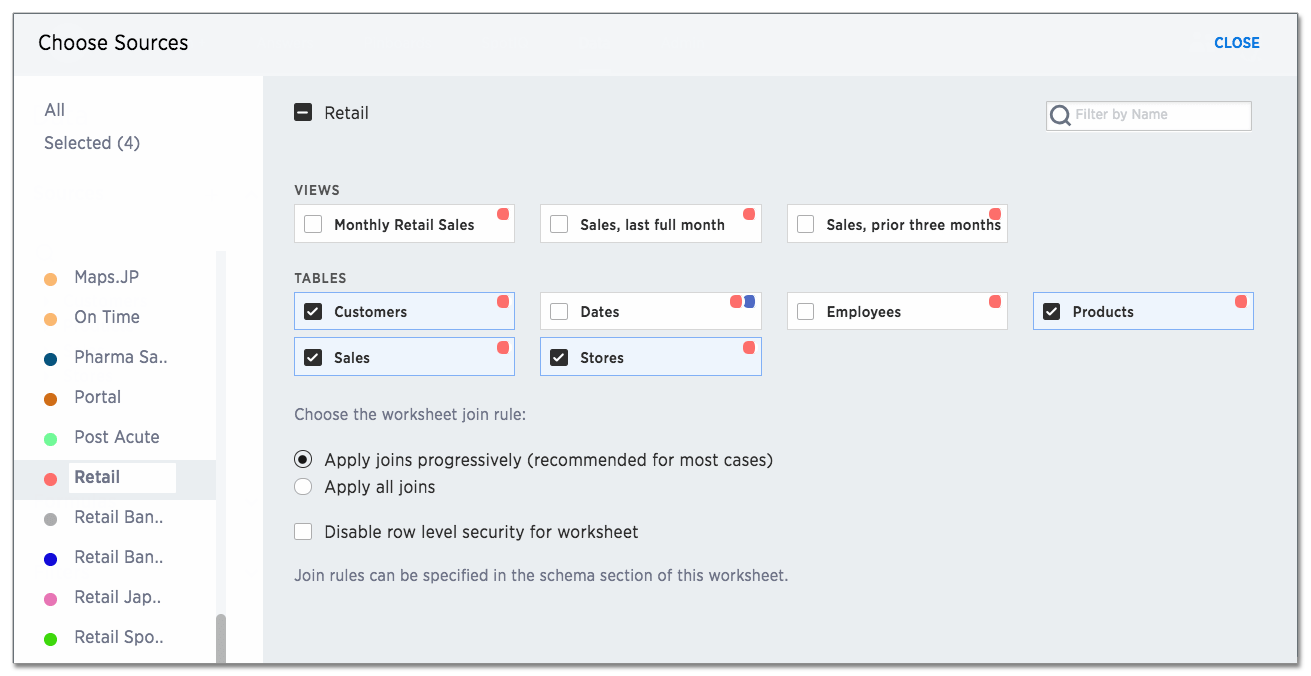 Choose Sources
CLOSE
All
Selected (4)
Maps.JP
On Time
Pharma Sa..
Portal
Post Acute
Retail
Retail Ban..
Retail Ban..
Retail Jap..
Retail Spo..
Retail
Filter by Name
VIEWS
Monthly Retail Sales
Sales, last full month
Sales, prior three months
TABLES
Customers
Dates
Employees
Products
Sales
Stores
Choose the worksheet join rule:
Apply joins progressively (recommended for most cases)
Apply all joins
Disable row level security for worksheet
Join rules can be specified in the schema section of this worksheet.